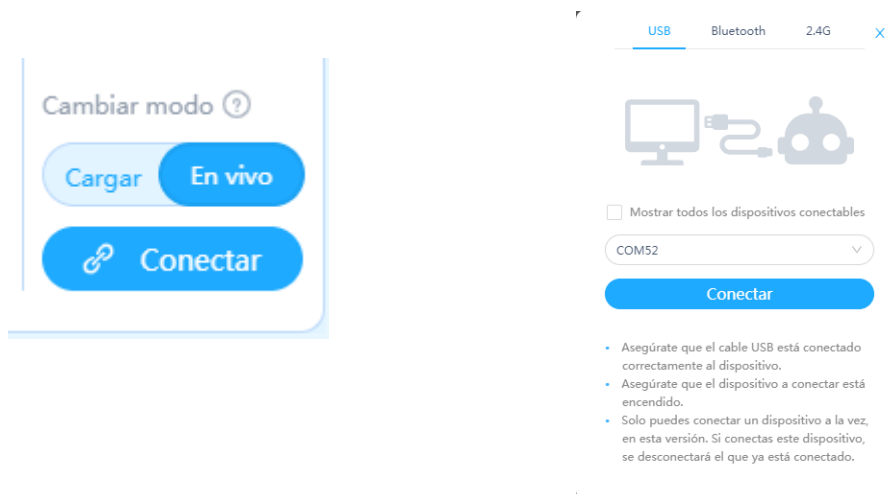 Cambiar modo ?
Cargar En vivo
Conectar
USB Bluetooth 2.4G X
Mostrar todos los dispositivos conectables
COM52
Conectar
• Asegúrate que el cable USB está conectado
correctamente al dispositivo.
• Asegúrate que el dispositivo a conectar está
encendido.
• Solo puedes conectar un dispositivo a la vez,
en esta versión. Si conectas este dispositivo,
se desconectará el que ya está conectado.